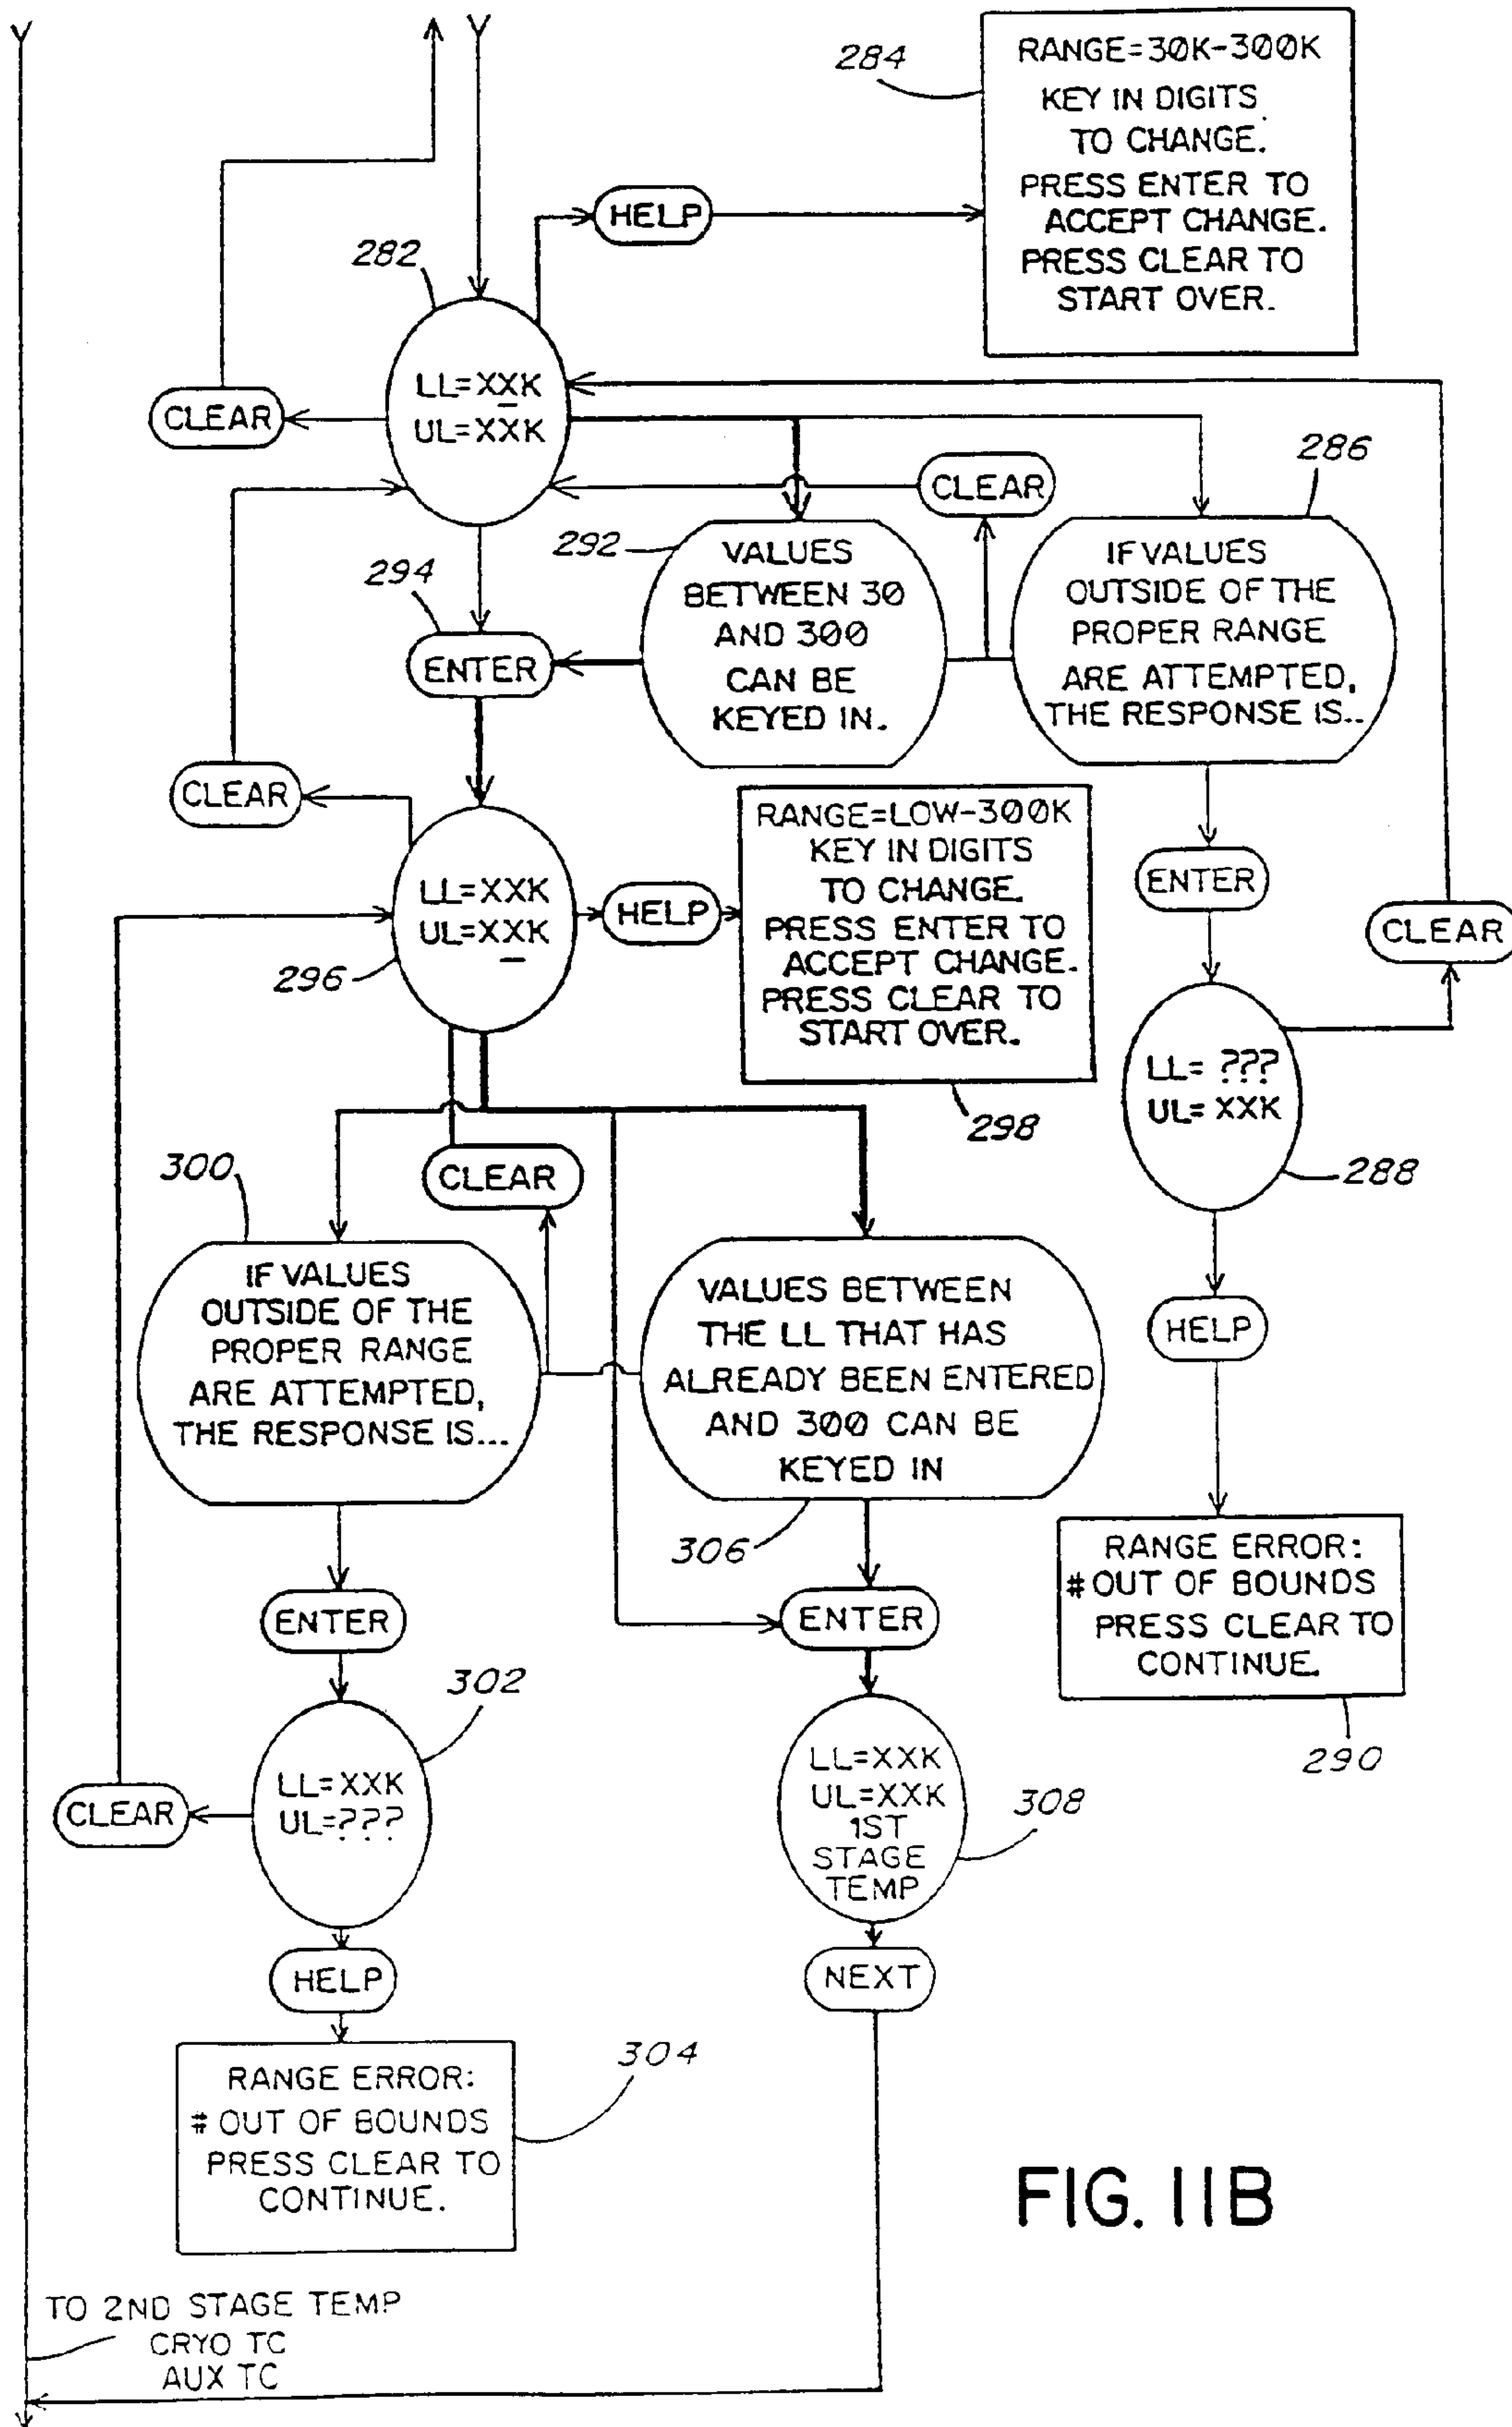 284
RANGE=30K-300K
KEY IN DIGITS
TO CHANGE.
PRESS ENTER TO
ACCEPT CHANGE.
PRESS CLEAR TO
START OVER.
HELP
282
LL=XXK
UL=XXK
CLEAR
CLEAR
286
292
VALUES
BETWEEN 30
AND 300
CAN BE
KEYED IN.
IF VALUES
OUTSIDE OF THE
PROPER RANGE
ARE ATTEMPTED,
THE RESPONSE IS..
294
ENTER
CLEAR
RANGE=LOW-300K
KEY IN DIGITS
TO CHANGE.
PRESS ENTER TO
ACCEPT CHANGE.
PRESS CLEAR TO
START OVER.
ENTER
LL=XXK
UL=XXK
HELP
CLEAR
296
298
LL= ???
UL= XXK
288
300
CLEAR
IF VALUES
OUTSIDE OF THE
PROPER RANGE
ARE ATTEMPTED,
THE RESPONSE IS...
VALUES BETWEEN
THE LL THAT HAS
ALREADY BEEN ENTERED
AND 300 CAN BE
KEYED IN
HELP
306
RANGE ERROR:
# OUT OF BOUNDS
PRESS CLEAR TO
CONTINUE.
290
ENTER
ENTER
302
LL=XXK
UL=???
CLEAR
LL=XXK
UL=XXK
1ST
STAGE
TEMP
308
HELP
NEXT
304
RANGE ERROR:
# OUT OF BOUNDS
PRESS CLEAR TO
CONTINUE.
FIG. 11B
TO 2ND STAGE TEMP
CRYO TC
AUX TC